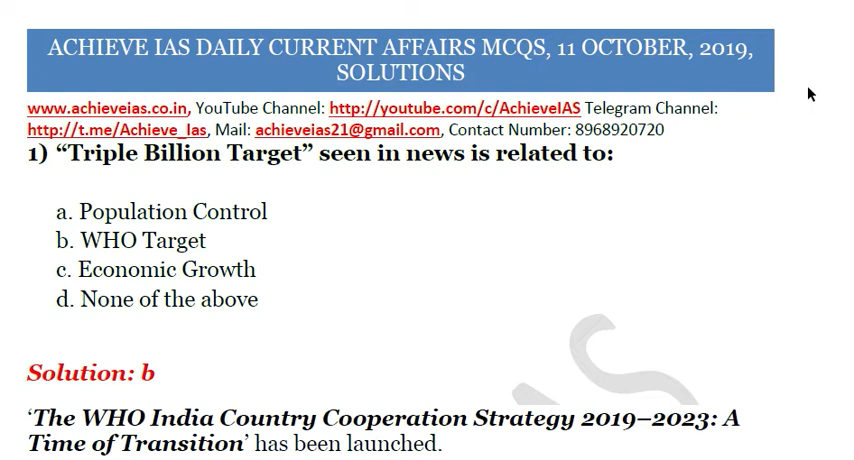 ACHIEVE IAS DAILY CURRENT AFFAIRS MCQS, 11 OCTOBER, 2019,
SOLUTIONS
www.achieveias.co.in, YouTube Channel: http://youtube.com/c/AchieveIAS Telegram Channel:
http://t.me/Achieve_Ias, Mail: achieveias21@gmail.com, Contact Number: 8968920720
1) “Triple Billion Target” seen in news is related to:
a. Population Control
b. WHO Target
c. Economic Growth
d. None of the above
Solution: b
‘The WHO India Country Cooperation Strategy 2019–2023: A
Time of Transition’ has been launched.